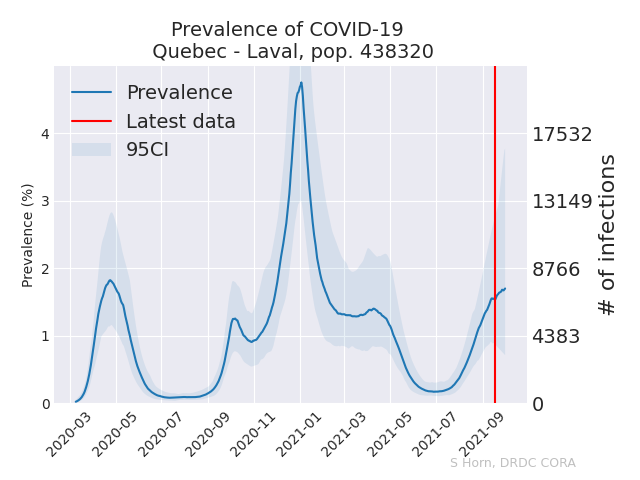 Prevalence of COVID-19
Quebec - Laval, pop. 438320
Prevalence
Latest data
95CI
Prevalence (%)
4
3
2
1
0
17532
13149
8766
4383
0
# of infections
2020-03
2020-05
2020-07
2020-09
2020-11
2021-01
2021-03
2021-05
2021-07
2021-09
S Horn, DRDC CORA